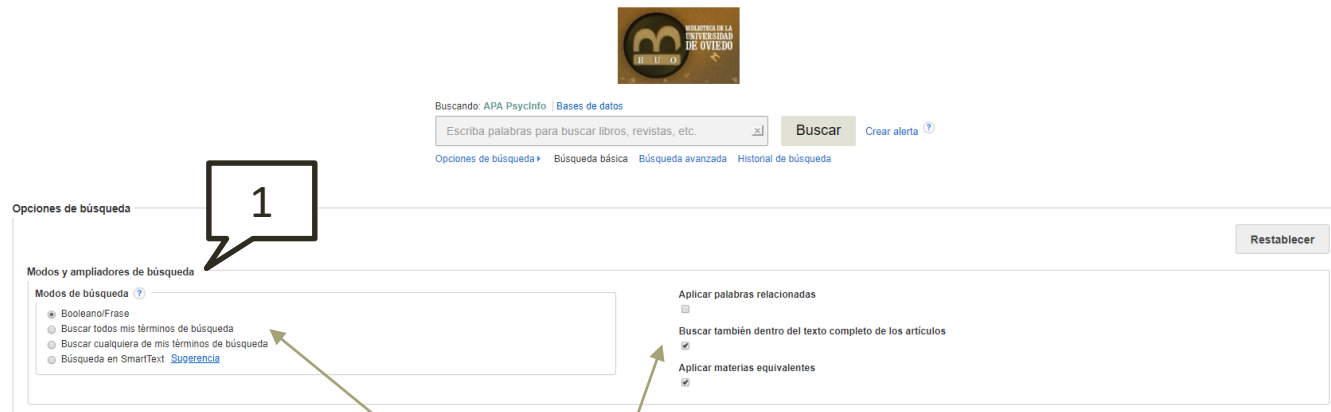 BIBLIOTECA DE LA
UNIVERSIDAD
DE OVIEDO
B U O
Buscando: APA PsycInfo | Bases de datos
Escriba palabras para buscar libros, revistas, etc.
Buscar
Crear alerta ?
Opciones de búsqueda Búsqueda básica Búsqueda avanzada Historial de búsqueda
1
Opciones de búsqueda
Restablecer
Modos y ampliadores de búsqueda
Modos de búsqueda ?
Booleano/Frase
Buscar todos mis términos de búsqueda
Buscar cualquiera de mis términos de búsqueda
Búsqueda en SmartText Sugerencia
Aplicar palabras relacionadas
Buscar también dentro del texto completo de los artículos
Aplicar materias equivalentes